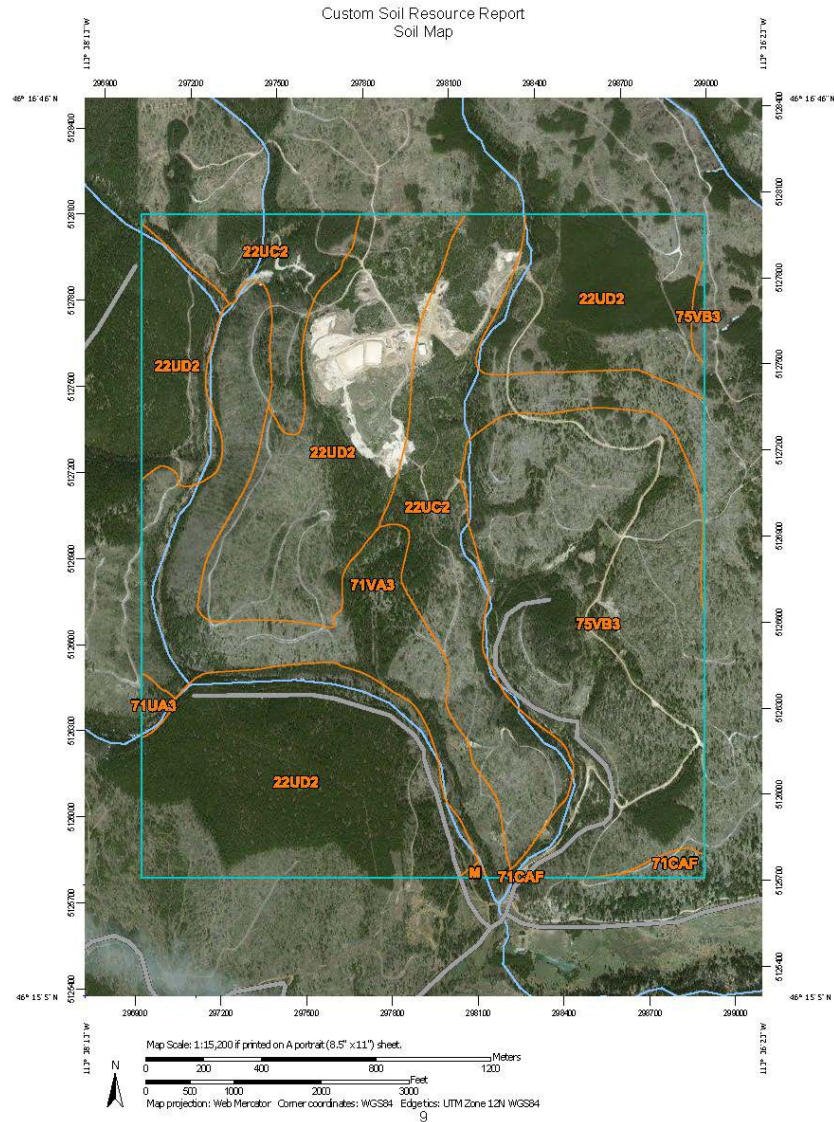 Custom Soil Resource Report
Soil Map
113° 38' 13'' W
113° 36' 23'' W
296900 297200 297500 297800 298100 298400 298700 299000
46° 16' 46'' N
46° 16' 46'' N
5128400
5128400
5128100
5128100
22UC2
5127800
5127800
22UD2
75VB3
22UD2
5127500
5127500
22UD2
5127200
5127200
22UC2
5126900
5126900
71VA3
75VB3
5126600
5126600
71UA3
5126300
5126300
22UD2
5126000
5126000
M
71CAF
71CAF
5125700
5125700
5125400
5125400
46° 15' 5'' N
46° 15' 5'' N
296900 297200 297500 297800 298100 298400 298700 299000
113° 38' 13'' W
113° 36' 23'' W
Map Scale: 1:15,200 if printed on A portrait (8.5" x 11") sheet.
N
Meters
0 200 400 800 1200
Feet
0 500 1000 2000 3000
Map projection: Web Mercator Corner coordinates: WGS84 Edge tics: UTM Zone 12N WGS84
9